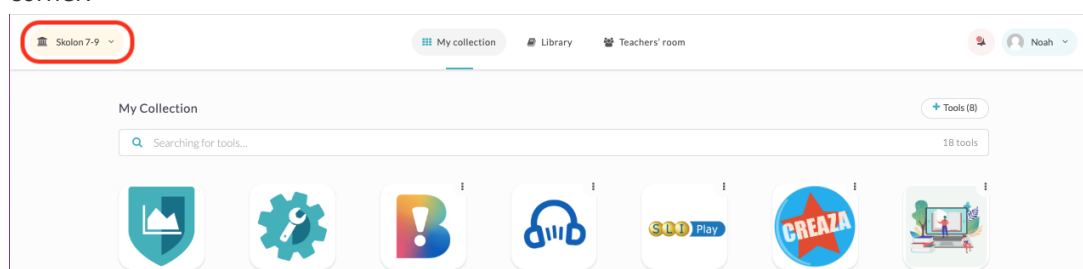 Skolon 7-9 My collection Library Teachers' room Noah
My Collection + Tools (8)
Searching for tools... 18 tools
B! SLI Play CREAZA